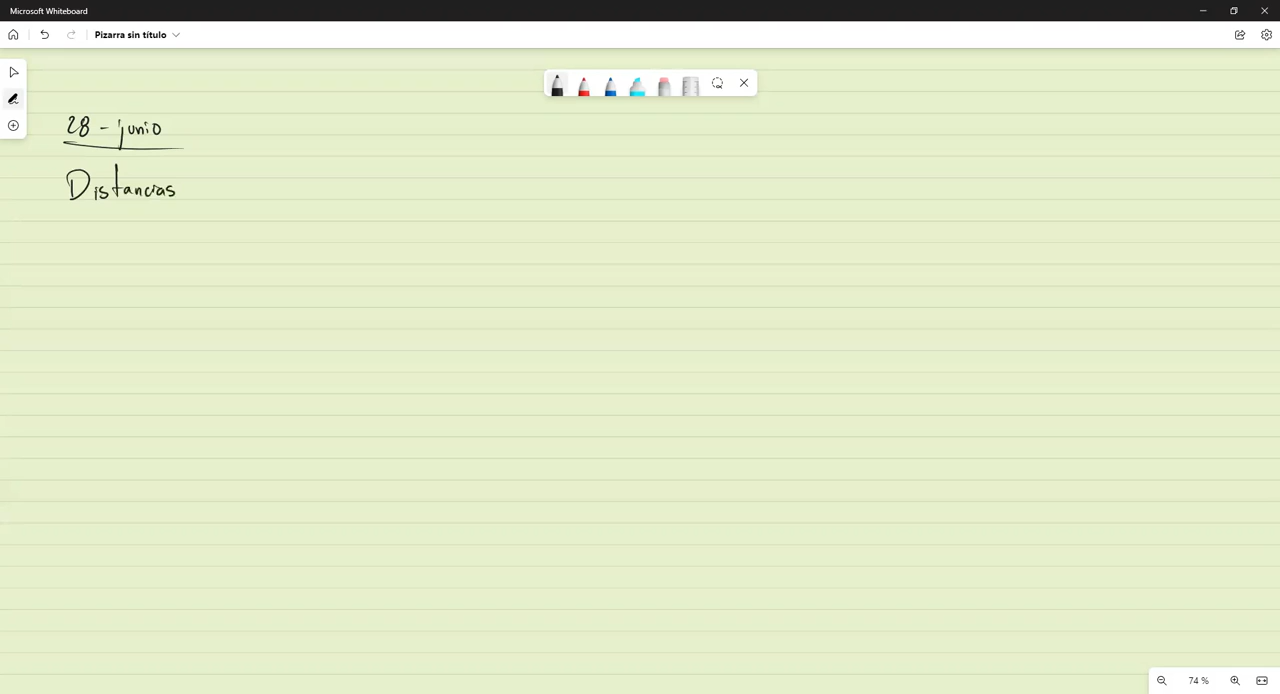 Microsoft Whiteboard
Pizarra sin título
28 - junio
Distancias
74 %